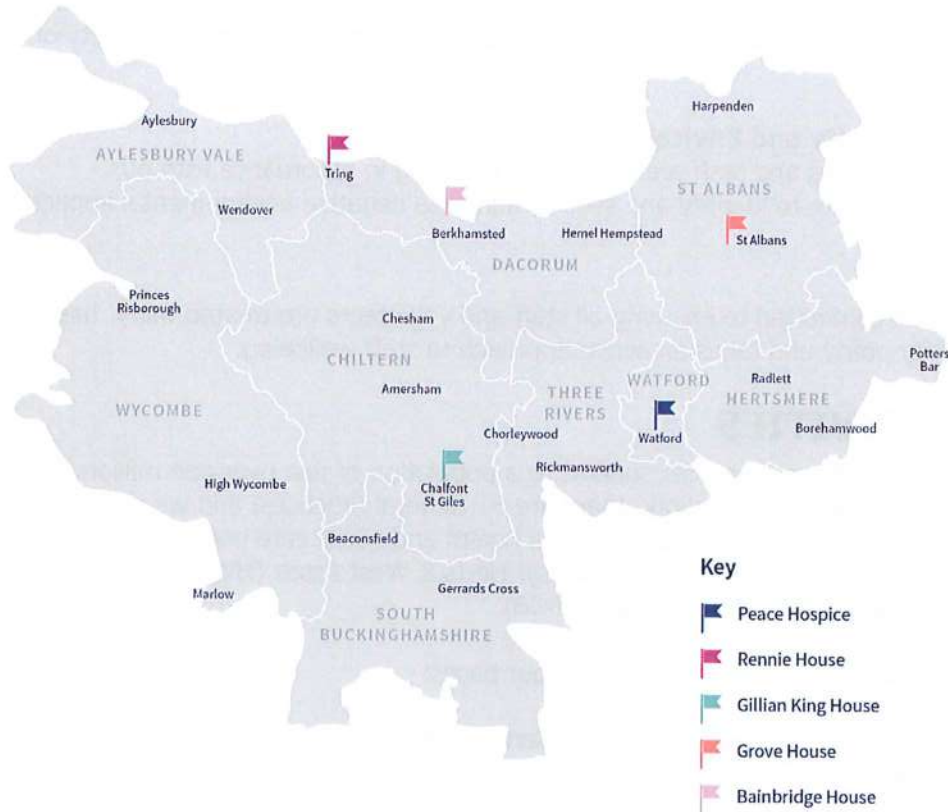 Harpenden
Aylesbury
AYLESBURY VALE
Tring
ST ALBANS
Wendover
Berkhamsted
Hemel Hempstead
St Albans
DACORUM
Princes
Risborough
Chesham
CHILTERN
Potters
Bar
Amersham
THREE
RIVERS
WATFORD
Radlett
HERTSMERE
WYCOMBE
Chorleywood
Watford
Borehamwood
Rickmansworth
High Wycombe
Chalfont
St Giles
Beaconsfield
Marlow
Gerrards Cross
SOUTH
BUCKINGHAMSHIRE
Key
Peace Hospice
Rennie House
Gillian King House
Grove House
Bainbridge House